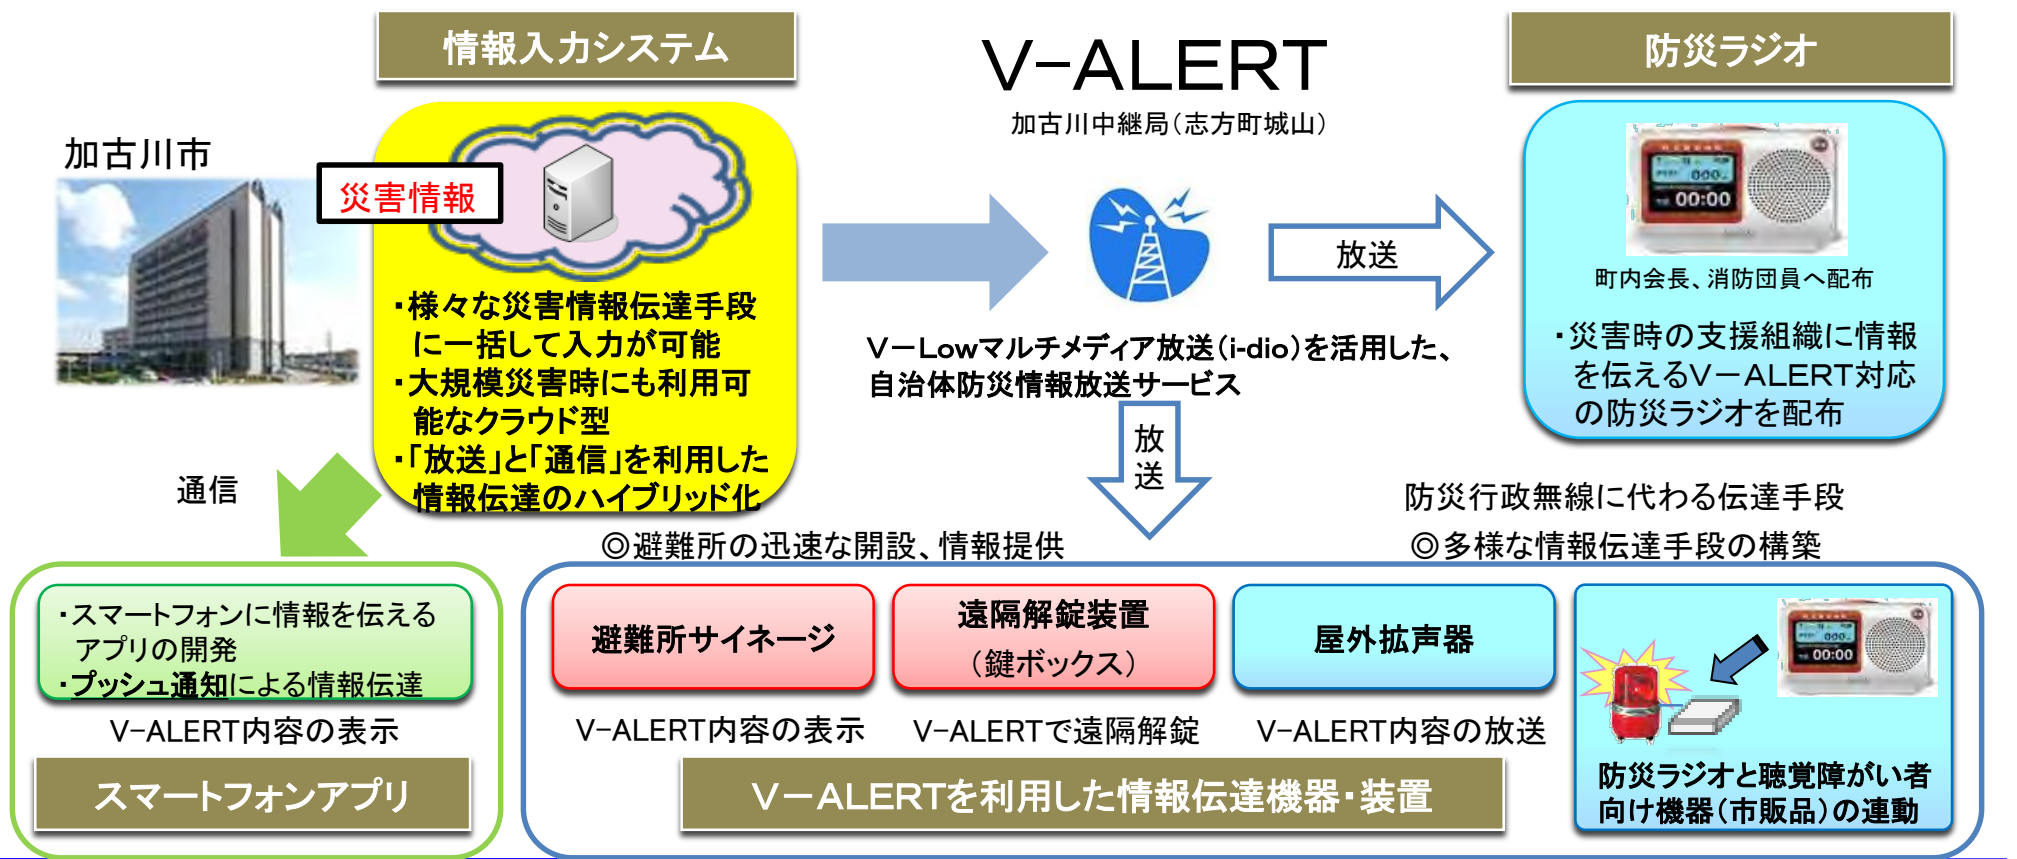 情報入力システム
V-ALERT
加古川中継局(志方町城山)
防災ラジオ
加古川市
災害情報
・様々な災害情報伝達手段
に一括して入力が可能
・大規模災害時にも利用可
能なクラウド型
・「放送」と「通信」を利用した
情報伝達のハイブリッド化
放送
00:00
町内会長、消防団員へ配布
・災害時の支援組織に情報
を伝えるV-ALERT対応
の防災ラジオを配布
V-Lowマルチメディア放送(i-dio)を活用した、
自治体防災情報放送サービス
放
送
通信
防災行政無線に代わる伝達手段
◎避難所の迅速な開設、情報提供
◎多様な情報伝達手段の構築
・スマートフォンに情報を伝える
アプリの開発
・プッシュ通知による情報伝達
V-ALERT内容の表示
スマートフォンアプリ
避難所サイネージ
V-ALERT内容の表示
遠隔解錠装置
(鍵ボックス)
V-ALERTで遠隔解錠
屋外拡声器
V-ALERT内容の放送
00:00
防災ラジオと聴覚障がい者
向け機器(市販品)の連動
V-ALERTを利用した情報伝達機器・装置